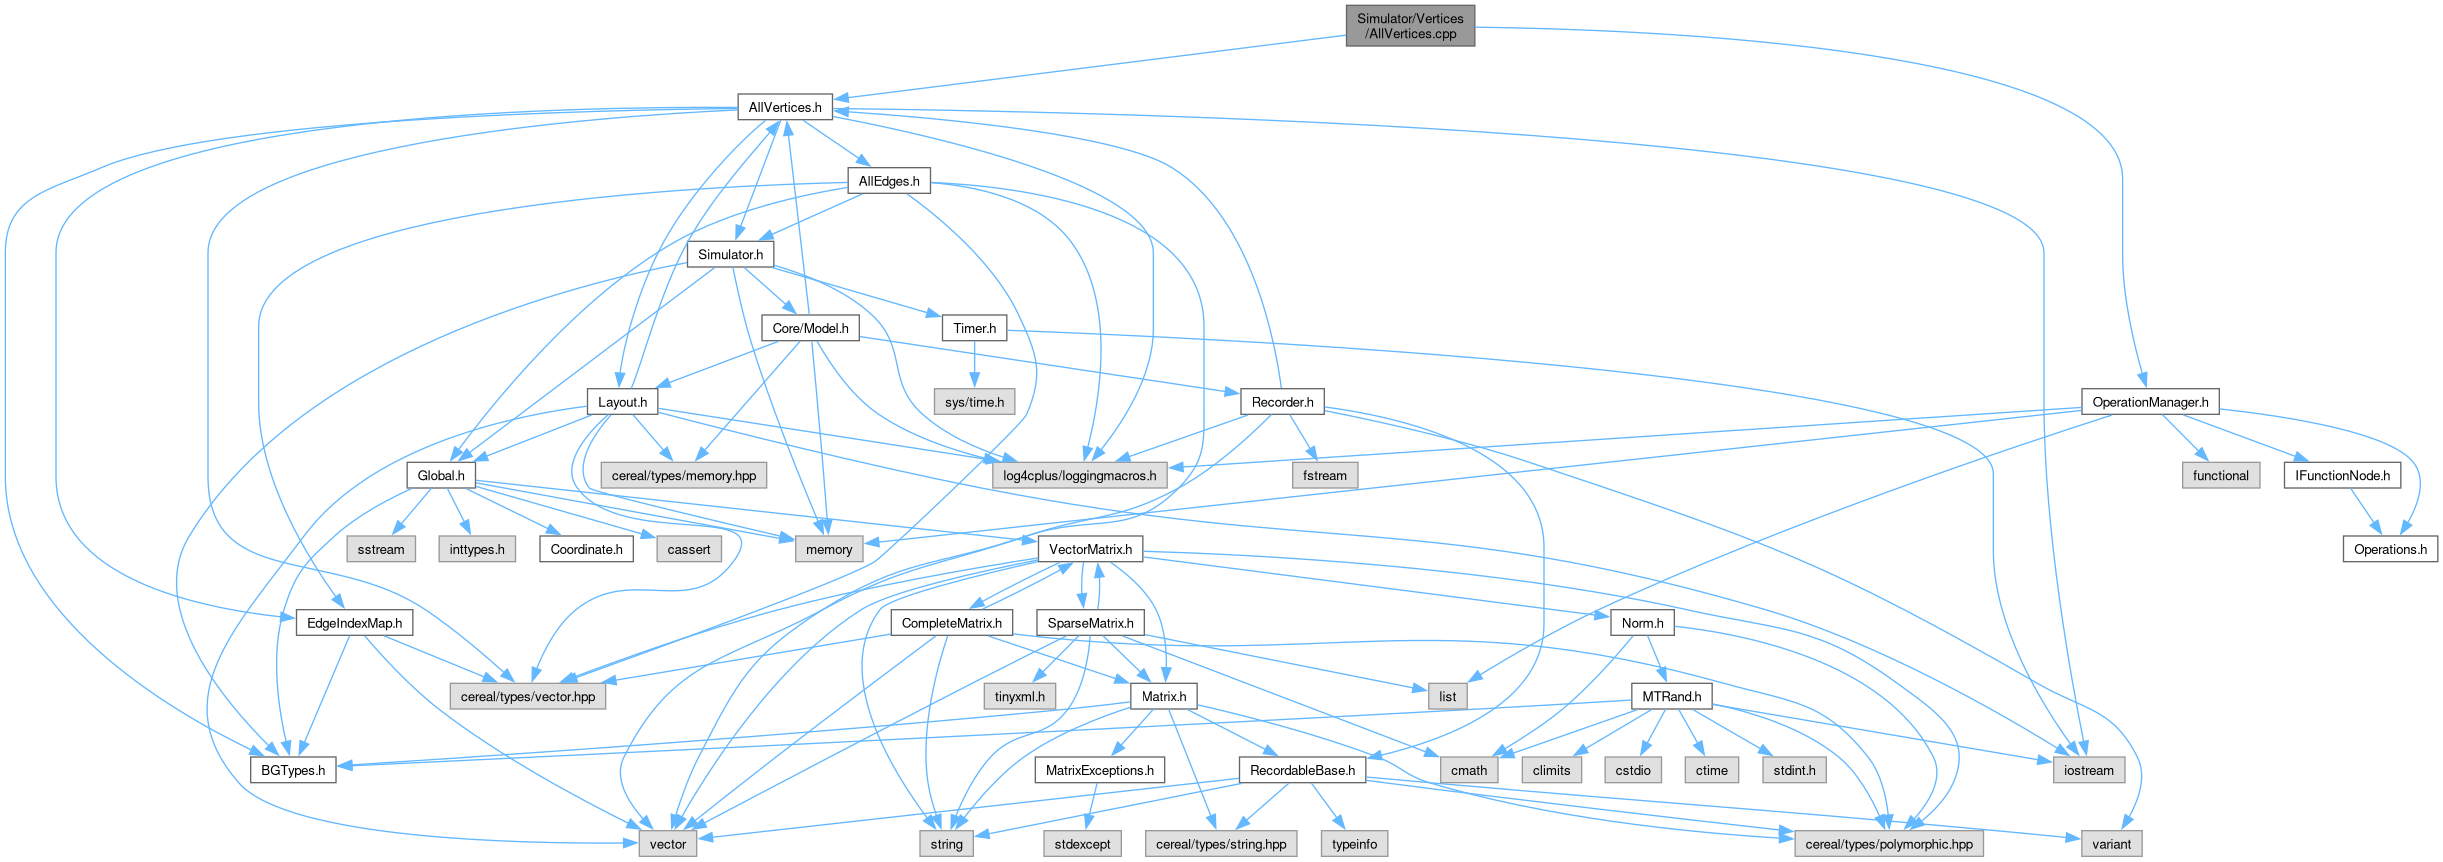 Simulator/Vertices
/AllVertices.cpp
AllVertices.h
AllEdges.h
Simulator.h
Core/Model.h
Timer.h
Layout.h
sys/time.h
Recorder.h
OperationManager.h
Global.h
cereal/types/memory.hpp
log4cplus/loggingmacros.h
fstream
functional
IFunctionNode.h
sstream
inttypes.h
Coordinate.h
cassert
memory
VectorMatrix.h
Operations.h
EdgeIndexMap.h
CompleteMatrix.h
SparseMatrix.h
Norm.h
cereal/types/vector.hpp
tinyxml.h
Matrix.h
list
MTRand.h
BGTypes.h
MatrixExceptions.h
RecordableBase.h
cmath
climits
cstdio
ctime
stdint.h
iostream
vector
string
stdexcept
cereal/types/string.hpp
typeinfo
cereal/types/polymorphic.hpp
variant